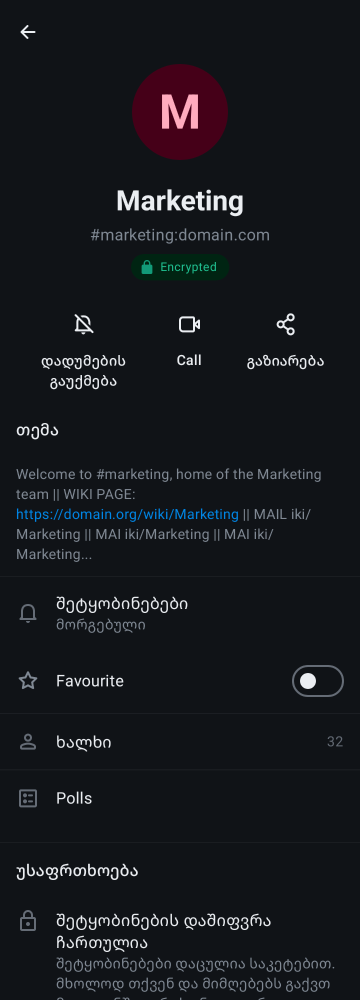 M
Marketing
#marketing:domain.com
Encrypted
დადუმების
გაუქმება
Call
გაზიარება
თემა
Welcome to #marketing, home of the Marketing
team || WIKI PAGE:
https://domain.org/wiki/Marketing || MAIL iki/
Marketing || MAI iki/Marketing || MAI iki/
Marketing...
შეტყობინებები
მორგებული
Favourite
ხალხი
32
Polls
უსაფრთხოება
შეტყობინების დაშიფვრა
ჩართულია
შეტყობინებები დაცულია საკეტებით.
მხოლოდ თქვენ და მიმღებებს გაქვთ